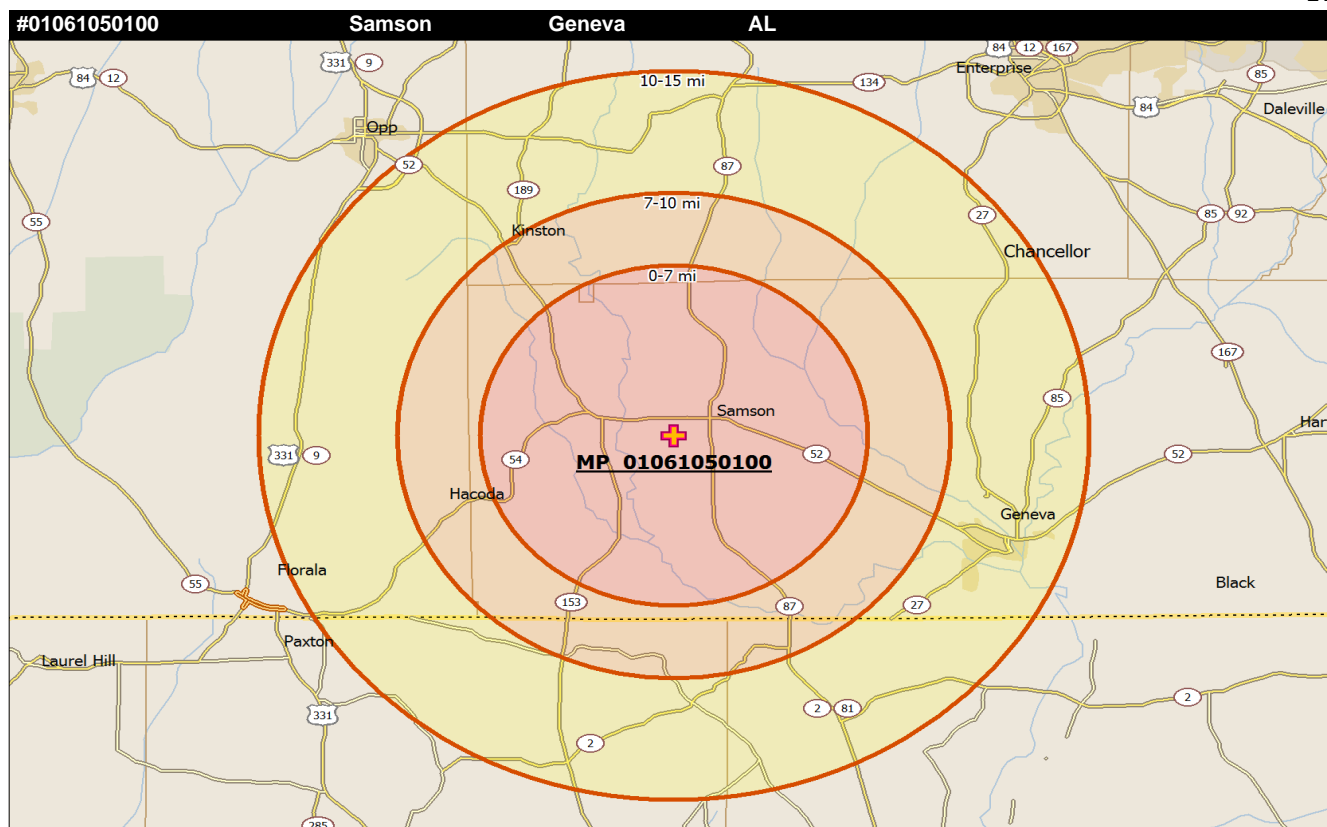 #01061050100 Samson Geneva AL
331 9
84 12 167
Enterprise
84 12
10-15 mi
134
85
84
Daleville
Opp
52
87
189
7-10 mi
55
27
85 92
Kinston
Chancellor
0-7 mi
167
85
Samson
Har
MP 01061050100
331 9
54
52
52
Hacoda
Geneva
Florala
55
Black
153
87
27
Paxton
Laurel Hill
2
331
2 81
2
285